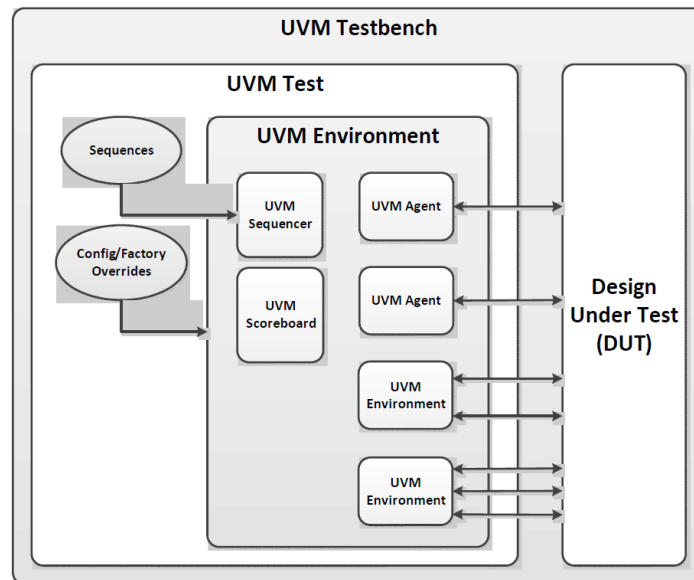 UVM Testbench
UVM Test
UVM Environment
Sequences
UVM
Sequencer
UVM Agent
Config/Factory
Overrides
UVM
Scoreboard
UVM Agent
Design
Under Test
(DUT)
UVM
Environment
UVM
Environment